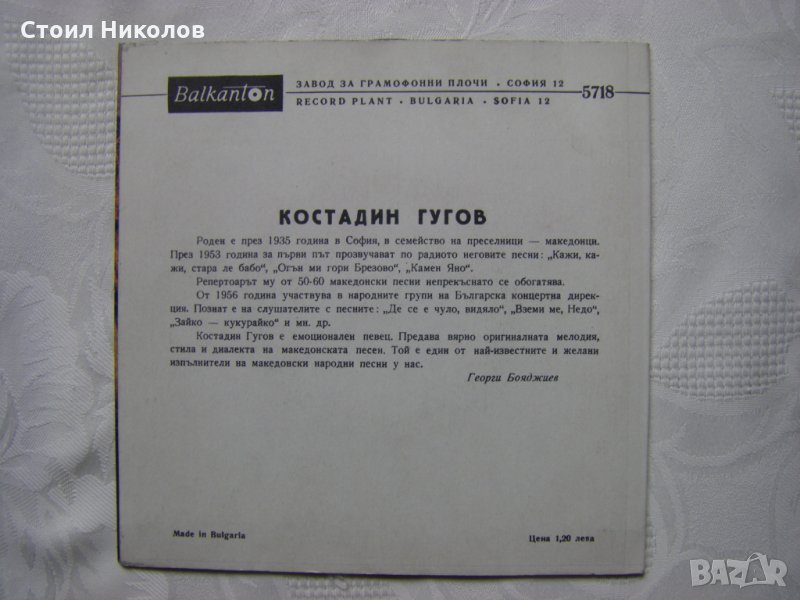 Стоил Николов
Balkanton
ЗАВОД ЗА ГРАМОФОННИ ПЛОЧИ • СОФИЯ 12
RECORD PLANT • BULGARIA • SOFIA 12
5718
КОСТАДИН ГУГОВ
Роден е през 1935 година в София, в семейство на преселници — македонци.
През 1953 година за първи път прозвучават по радиото неговите песни: „Кажи, ка-
жи, стара ле бабо“, „Огън ми гори Брезово“, „Камен Яно“.
Репертоарът му от 50-60 македонски песни непрекъснато се обогатява.
От 1956 година участвува в народните групи на Българска концертна дирек-
ция. Познат е на слушателите с песните: „Де се е чуло, видяло“, „Вземи ме, Недо“,
„Зайко — кукурайко“ и мн. др.
Костадин Гугов е емоционален певец. Предава вярно оригиналната мелодия,
стила и диалекта на македонската песен. Той е един от най-известните и желани
изпълнители на македонски народни песни у нас.
Георги Бояджиев
Made in Bulgaria
Цена 1,20 лева
BAZAR